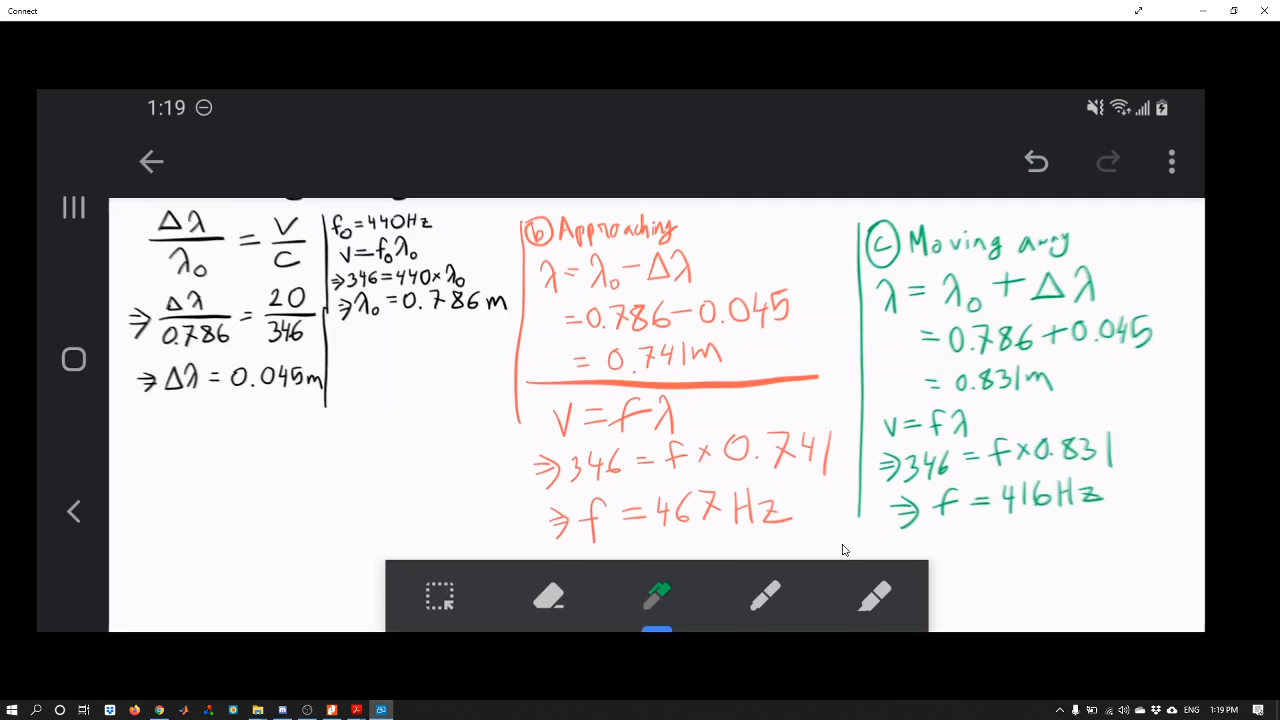 Connect
1:19
Δλ/λ₀ = V/C
⇒ Δλ/0.786 = 20/346
⇒ Δλ = 0.045m
f₀ = 440Hz
V = f₀λ₀
⇒ 346 = 440 × λ₀
⇒ λ₀ = 0.786 m
ⓑ Approaching
λ = λ₀ − Δλ
= 0.786 − 0.045
= 0.741m
V = fλ
⇒ 346 = f × 0.741
⇒ f = 467 Hz
ⓒ Moving away
λ = λ₀ + Δλ
= 0.786 + 0.045
= 0.831m
v = fλ
⇒ 346 = f × 0.831
⇒ f = 416Hz
ENG 1:19 PM